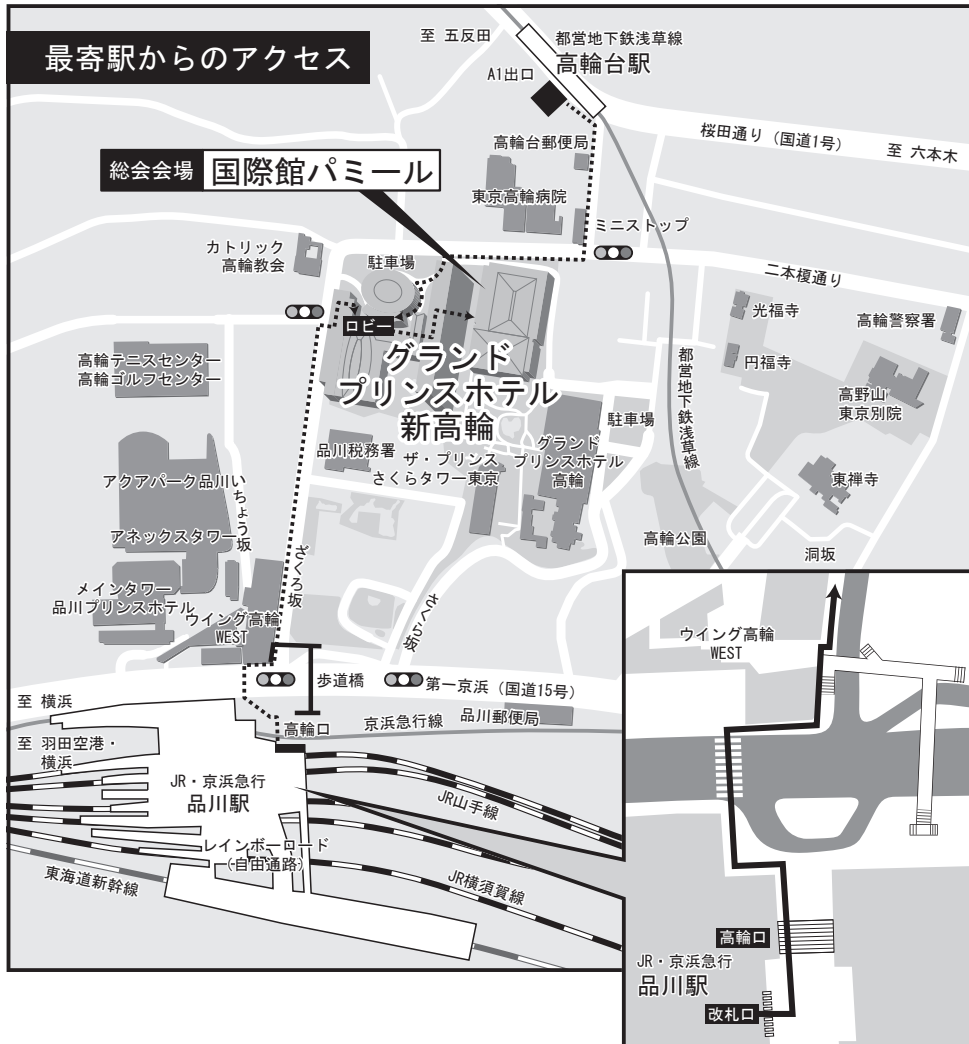 最寄駅からのアクセス
至 五反田
都営地下鉄浅草線
高輪台駅
A1出口
桜田通り（国道1号）
至 六本木
高輪台郵便局
総会会場 国際館パミール
東京高輪病院
ミニストップ
カトリック
高輪教会
駐車場
二本榎通り
光福寺
高輪警察署
ロビー
円福寺
高輪テニスセンター
高輪ゴルフセンター
グランド
プリンスホテル
新高輪
都営地下鉄浅草線
高野山
東京別院
駐車場
品川税務署
ザ・プリンス
さくらタワー東京
グランド
プリンスホテル
高輪
東禅寺
アクアパーク品川
いちょう坂
アネックスタワー
高輪公園
洞坂
ざくろ坂
メインタワー
品川プリンスホテル
さくら坂
ウイング高輪
WEST
歩道橋
第一京浜（国道15号）
至 横浜
高輪口
京浜急行線
品川郵便局
至 羽田空港・
横浜
JR・京浜急行
品川駅
JR山手線
レインボーロード
（自由通路）
東海道新幹線
JR横須賀線
ウイング高輪
WEST
高輪口
JR・京浜急行
品川駅
改札口